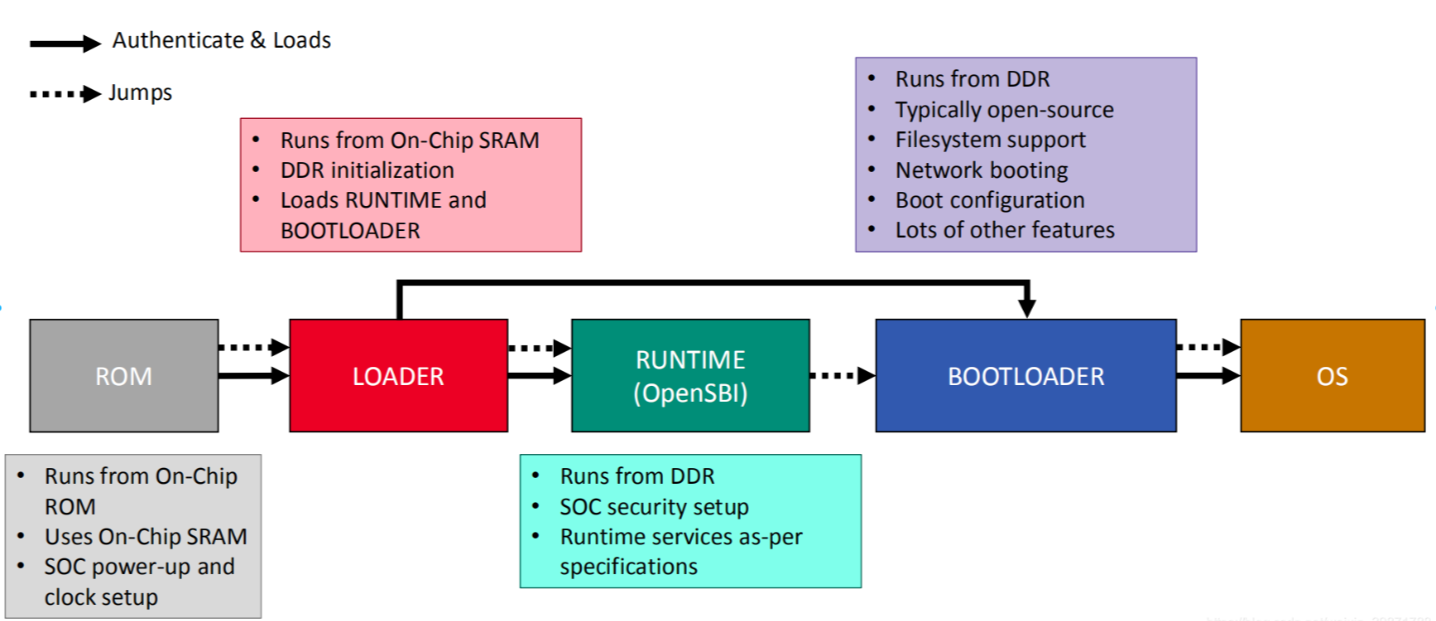 Authenticate & Loads
Jumps
• Runs from On-Chip SRAM
• DDR initialization
• Loads RUNTIME and
BOOTLOADER
• Runs from DDR
• Typically open-source
• Filesystem support
• Network booting
• Boot configuration
• Lots of other features
ROM
LOADER
RUNTIME
(OpenSBI)
BOOTLOADER
OS
• Runs from On-Chip
ROM
• Uses On-Chip SRAM
• SOC power-up and
clock setup
• Runs from DDR
• SOC security setup
• Runtime services as-per
specifications